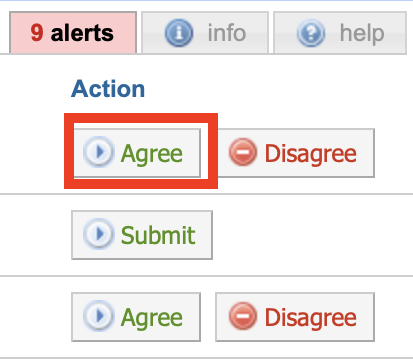 9 alerts info help
Action
Agree Disagree
Submit
Agree Disagree